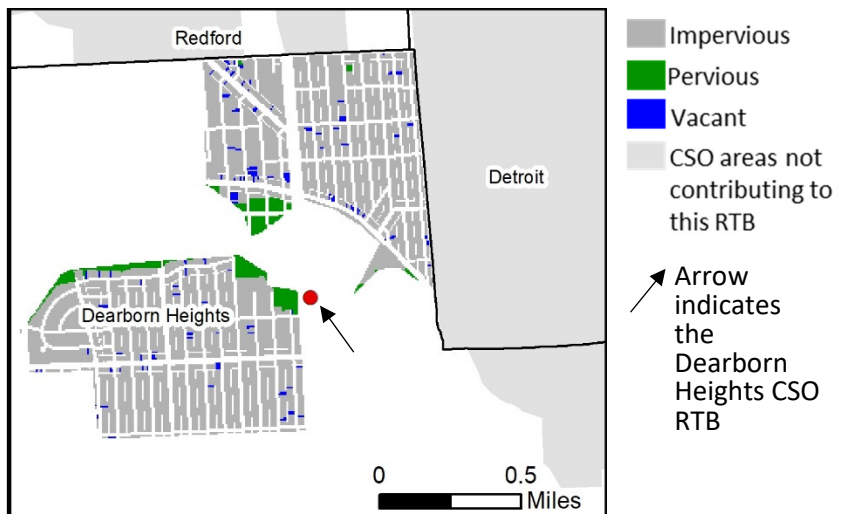 Redford
Detroit
Dearborn Heights
0 0.5
Miles
Impervious
Pervious
Vacant
CSO areas not
contributing to
this RTB
Arrow
indicates
the
Dearborn
Heights CSO
RTB